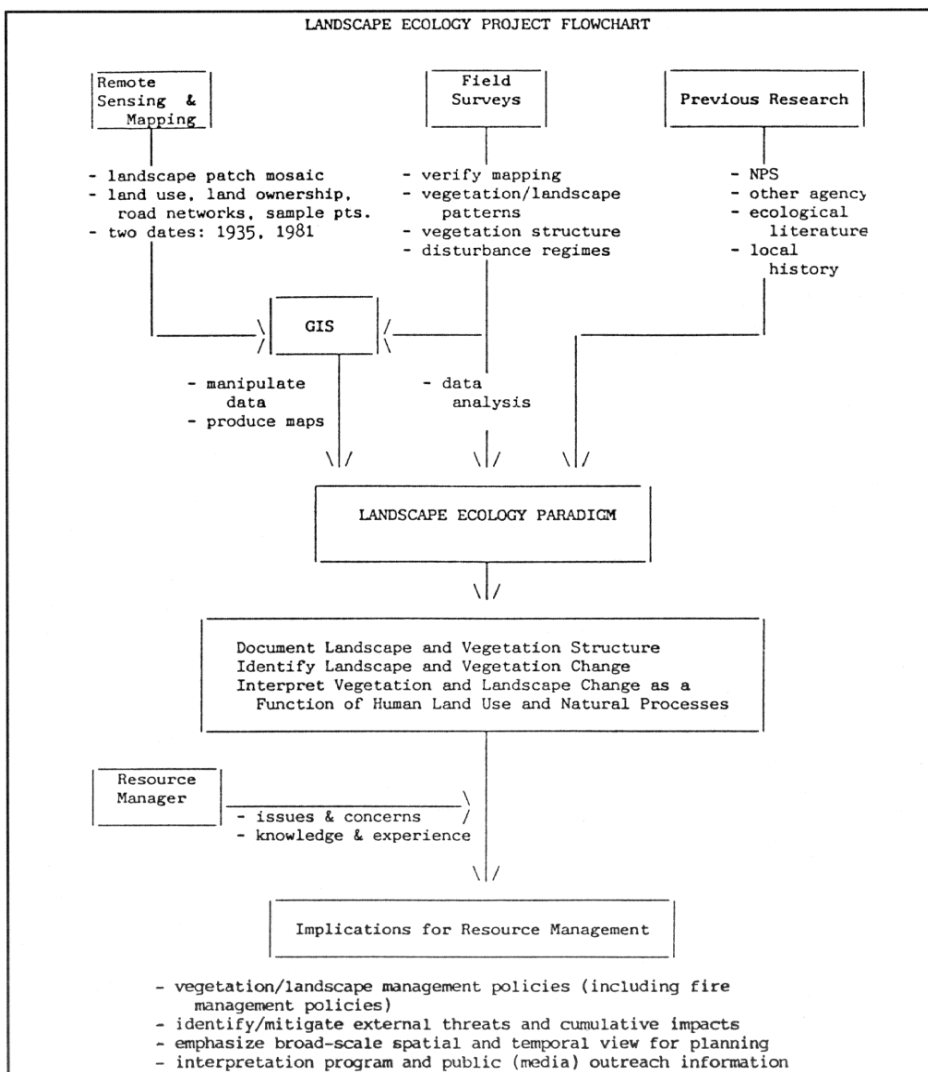 LANDSCAPE ECOLOGY PROJECT FLOWCHART
Remote
Sensing &
Mapping
Field
Surveys
Previous Research
- landscape patch mosaic
- land use, land ownership,
road networks, sample pts.
- two dates: 1935, 1981
- verify mapping
- vegetation/landscape
patterns
- vegetation structure
- disturbance regimes
- NPS
- other agency
- ecological
literature
- local
history
GIS
- manipulate
data
- produce maps
- data
analysis
LANDSCAPE ECOLOGY PARADIGM
Document Landscape and Vegetation Structure
Identify Landscape and Vegetation Change
Interpret Vegetation and Landscape Change as a
Function of Human Land Use and Natural Processes
Resource
Manager
- issues & concerns
- knowledge & experience
Implications for Resource Management
- vegetation/landscape management policies (including fire
management policies)
- identify/mitigate external threats and cumulative impacts
- emphasize broad-scale spatial and temporal view for planning
- interpretation program and public (media) outreach information